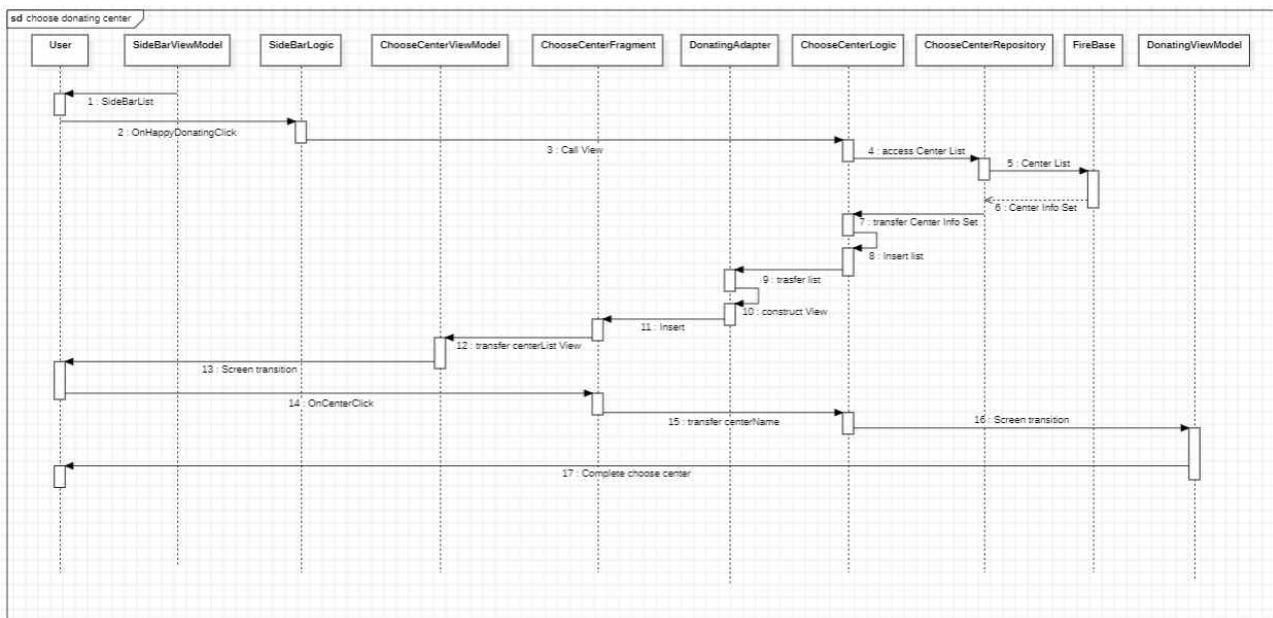 sd choose donating center
User
SideBarViewModel
SideBarLogic
ChooseCenterViewModel
ChooseCenterFragment
DonatingAdapter
ChooseCenterLogic
ChooseCenterRepository
FireBase
DonatingViewModel
1 : SideBarList
2 : OnHappyDonatingClick
3 : Call View
4 : access Center List
5 : Center List
6 : Center Info Set
7 : transfer Center Info Set
8 : Insert list
9 : trasfer list
10 : construct View
11 : Insert
12 : transfer centerList View
13 : Screen transition
14 : OnCenterClick
15 : transfer centerName
16 : Screen transition
17 : Complete choose center